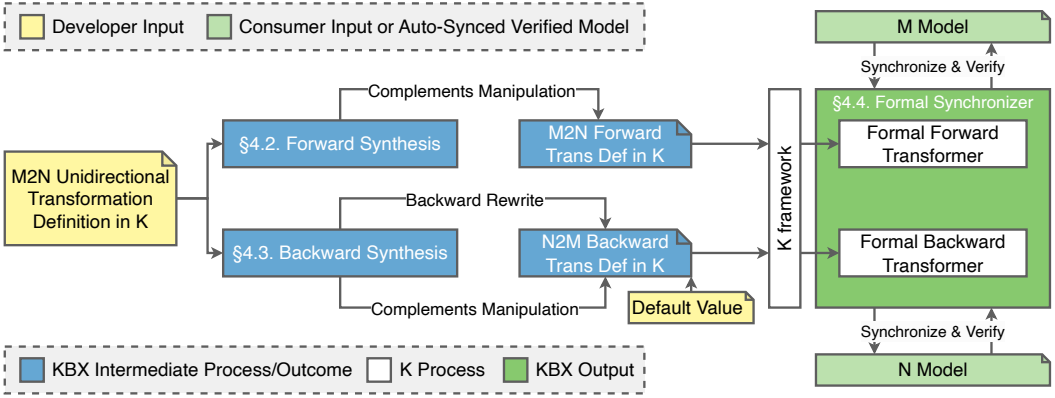 Developer Input
Consumer Input or Auto-Synced Verified Model
M Model
Synchronize & Verify
Complements Manipulation
§4.2. Forward Synthesis
M2N Forward
Trans Def in K
M2N Unidirectional
Transformation
Definition in K
Backward Rewrite
§4.3. Backward Synthesis
N2M Backward
Trans Def in K
Complements Manipulation
Default Value
K framework
§4.4. Formal Synchronizer
Formal Forward
Transformer
Formal Backward
Transformer
Synchronize & Verify
N Model
KBX Intermediate Process/Outcome
K Process
KBX Output